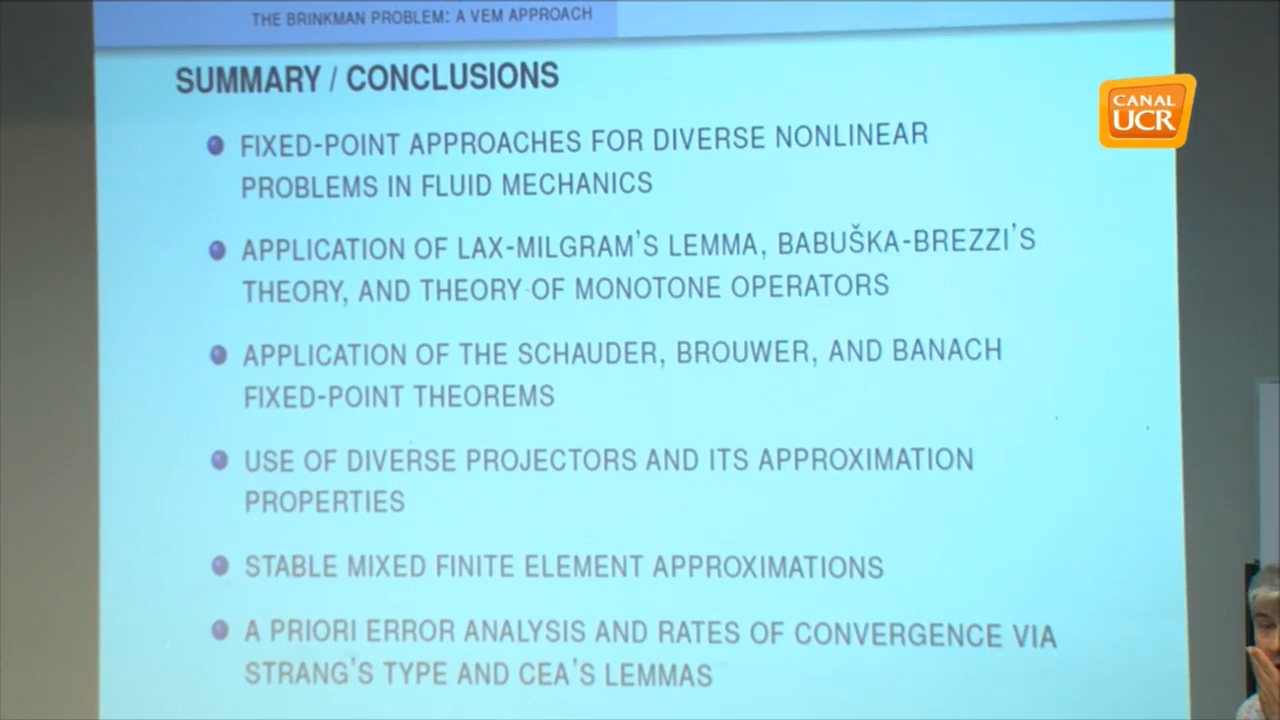 THE BRINKMAN PROBLEM: A VEM APPROACH
SUMMARY / CONCLUSIONS
CANAL
UCR
FIXED-POINT APPROACHES FOR DIVERSE NONLINEAR
PROBLEMS IN FLUID MECHANICS
APPLICATION OF LAX-MILGRAM'S LEMMA, BABUŠKA-BREZZI'S
THEORY, AND THEORY OF MONOTONE OPERATORS
APPLICATION OF THE SCHAUDER, BROUWER, AND BANACH
FIXED-POINT THEOREMS
USE OF DIVERSE PROJECTORS AND ITS APPROXIMATION
PROPERTIES
STABLE MIXED FINITE ELEMENT APPROXIMATIONS
A PRIORI ERROR ANALYSIS AND RATES OF CONVERGENCE VIA
STRANG'S TYPE AND CEA'S LEMMAS